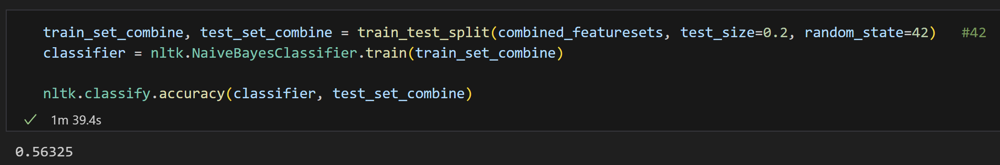 train_set_combine, test_set_combine = train_test_split(combined_featuresets, test_size=0.2, random_state=42)   #42
classifier = nltk.NaiveBayesClassifier.train(train_set_combine)
nltk.classify.accuracy(classifier, test_set_combine)
1m 39.4s
0.56325